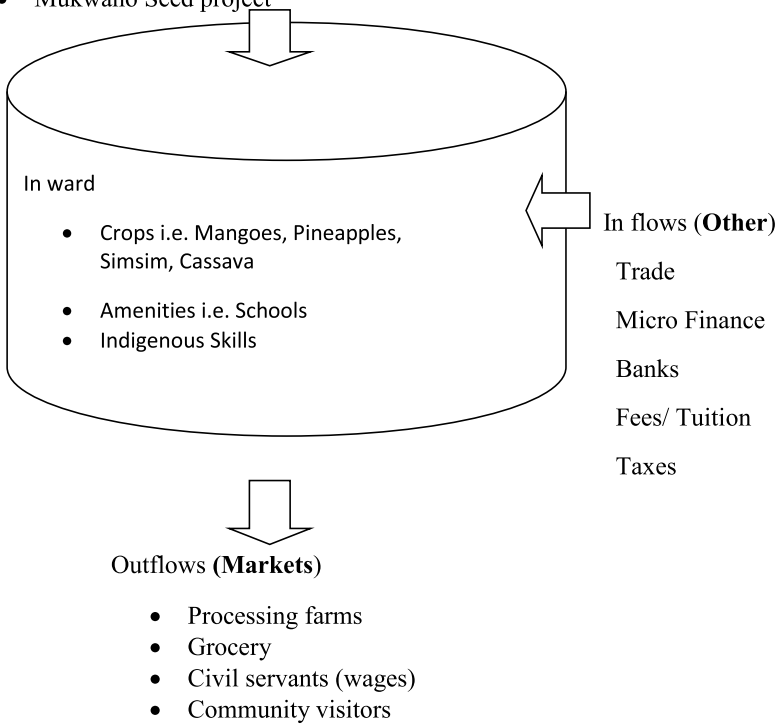 • Mukwano Seed project
In ward
• Crops i.e. Mangoes, Pineapples,
Simsim, Cassava
• Amenities i.e. Schools
• Indigenous Skills
In flows (Other)
Trade
Micro Finance
Banks
Fees/ Tuition
Taxes
Outflows (Markets)
• Processing farms
• Grocery
• Civil servants (wages)
• Community visitors